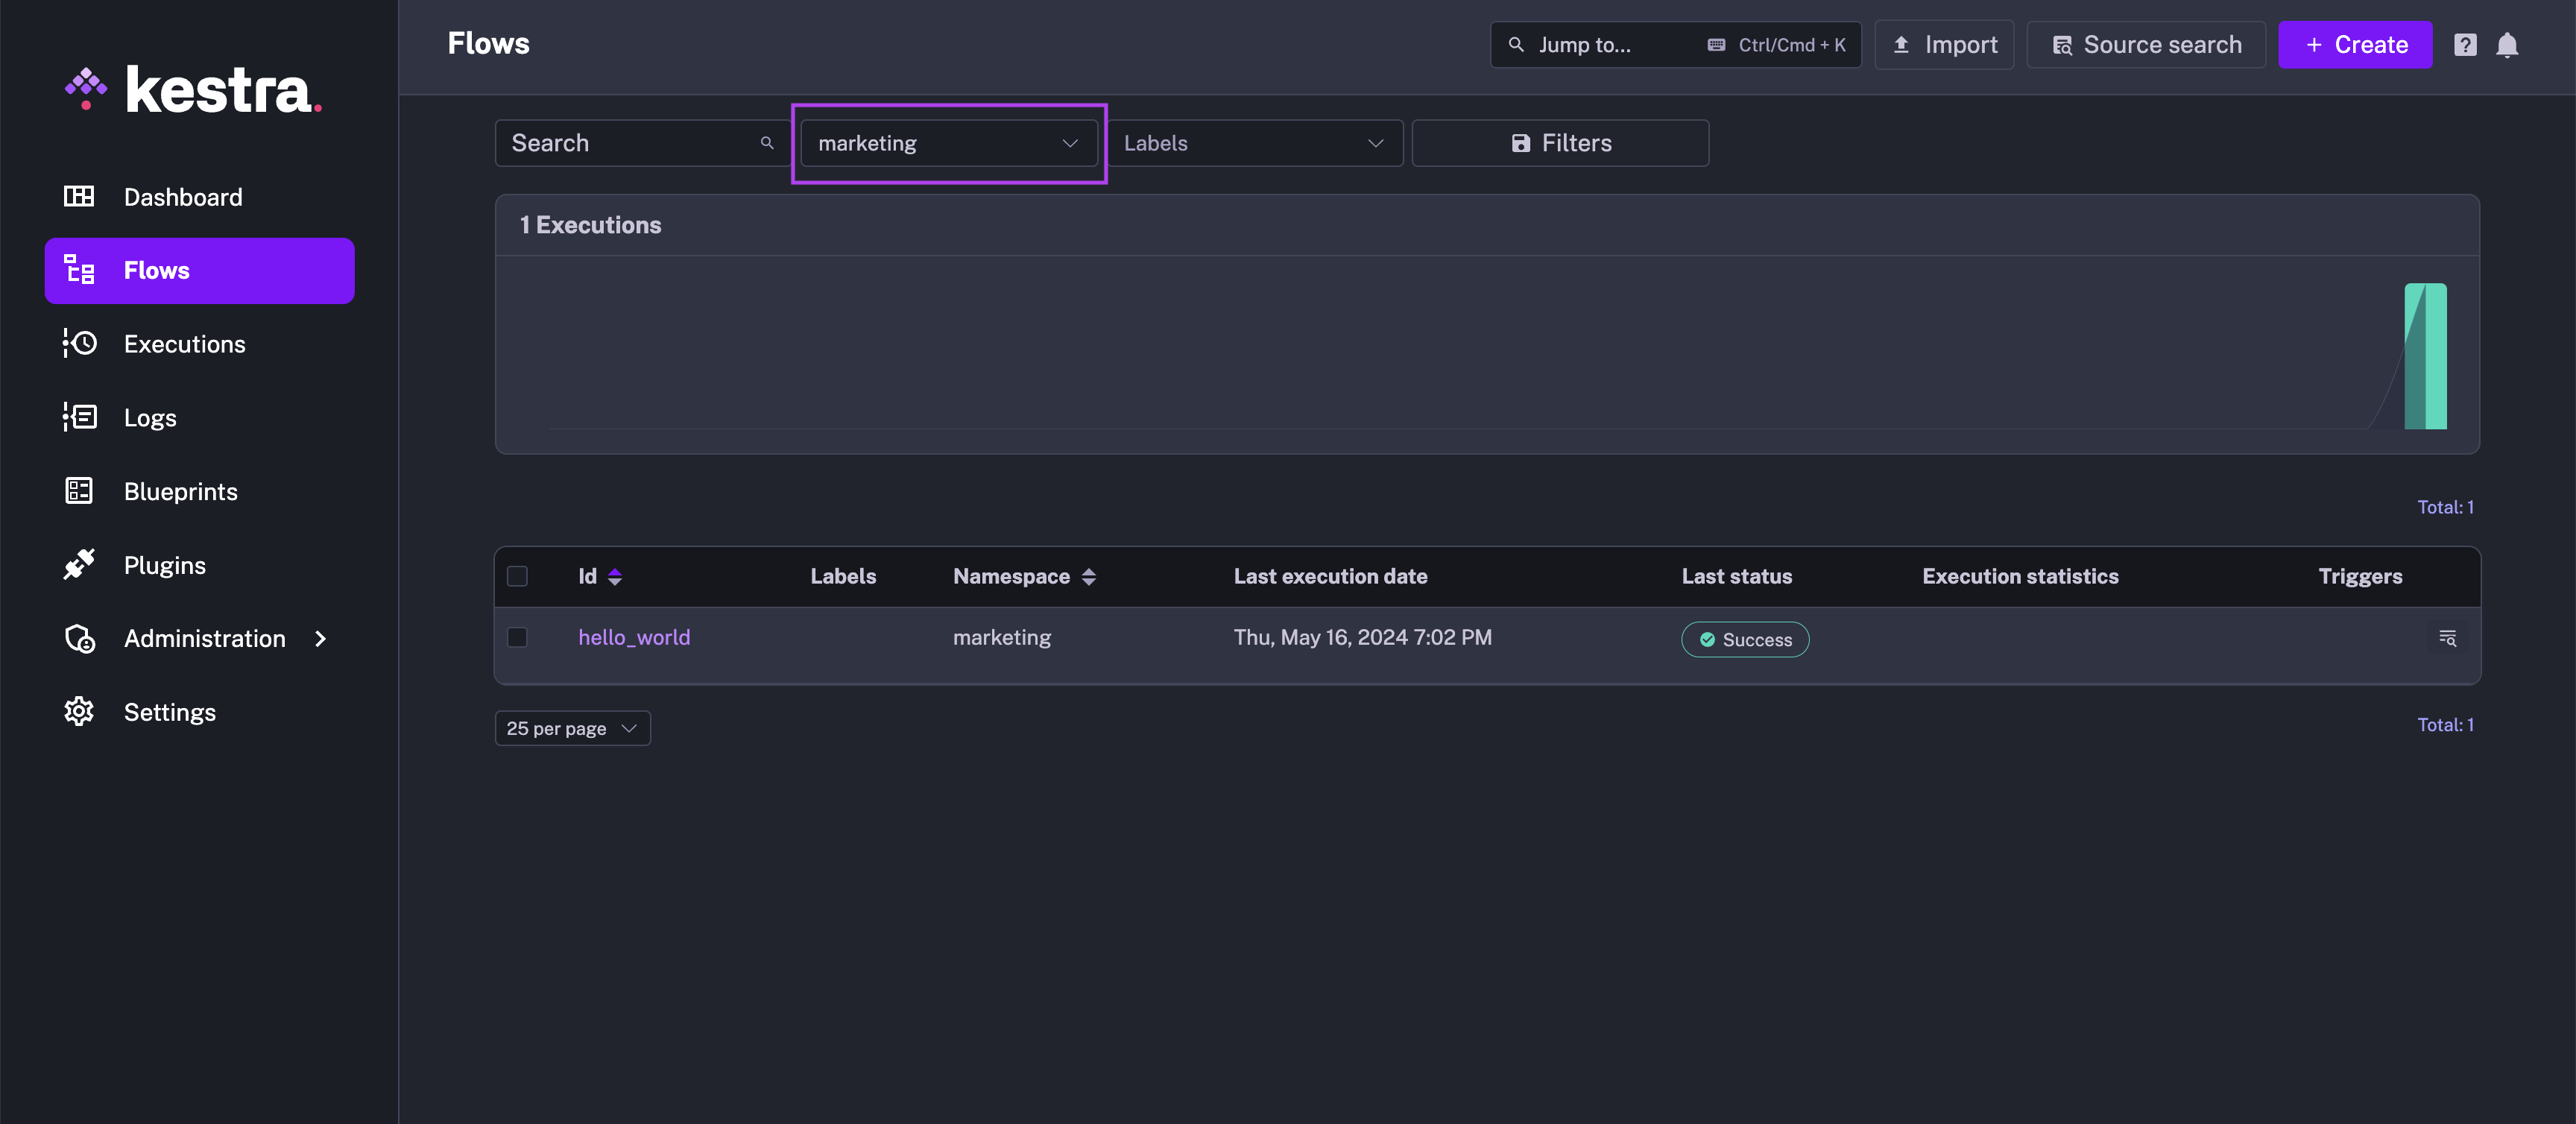 kestra.
Dashboard
Flows
Executions
Logs
Blueprints
Plugins
Administration
Settings
Flows
Jump to... Ctrl/Cmd + K Import Source search + Create ?
Search marketing Labels Filters
1 Executions
Total: 1
Id Labels Namespace Last execution date Last status Execution statistics Triggers
hello_world marketing Thu, May 16, 2024 7:02 PM Success
25 per page Total: 1